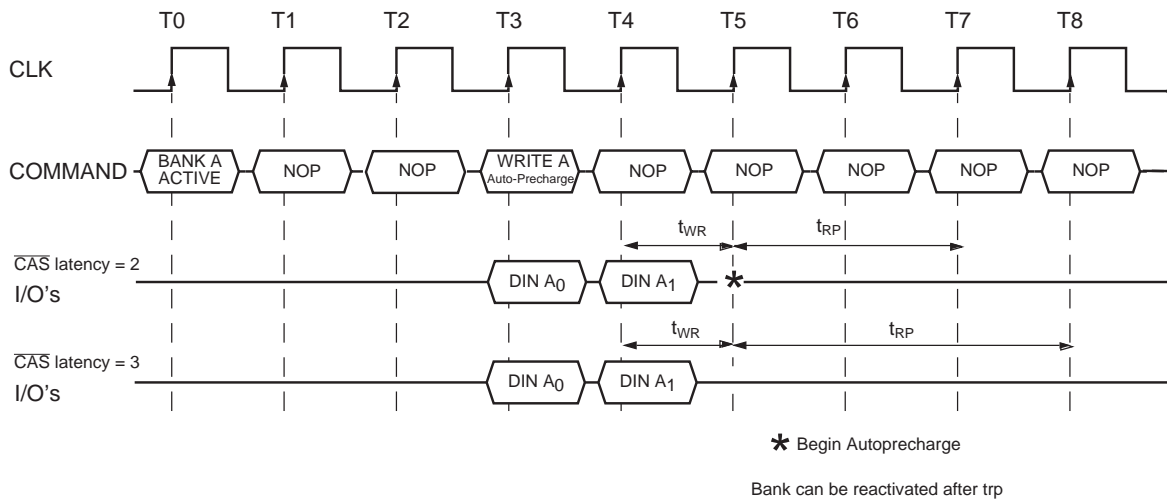 T0 T1 T2 T3 T4 T5 T6 T7 T8
CLK
COMMAND BANK A ACTIVE NOP NOP WRITE A Auto-Precharge NOP NOP NOP NOP NOP
tWR tRP
CAS latency = 2
I/O's DIN A0 DIN A1 *
tWR tRP
CAS latency = 3
I/O's DIN A0 DIN A1
* Begin Autoprecharge
Bank can be reactivated after trp